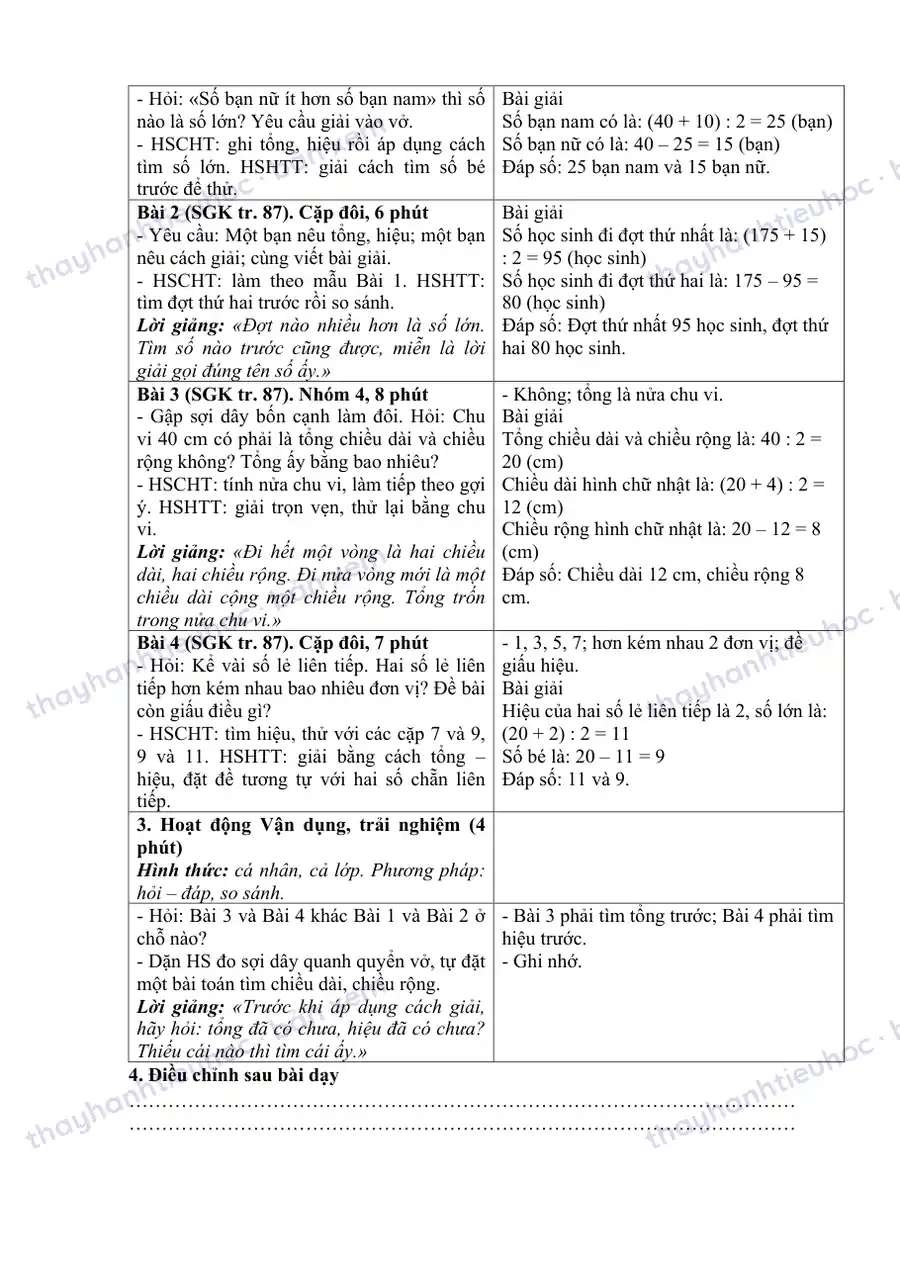 - Hỏi: «Số bạn nữ ít hơn số bạn nam» thì số
nào là số lớn? Yêu cầu giải vào vở.
- HSCHT: ghi tổng, hiệu rồi áp dụng cách
tìm số lớn. HSHTT: giải cách tìm số bé
trước để thử.
Bài giải
Số bạn nam có là: (40 + 10) : 2 = 25 (bạn)
Số bạn nữ có là: 40 – 25 = 15 (bạn)
Đáp số: 25 bạn nam và 15 bạn nữ.
Bài 2 (SGK tr. 87). Cặp đôi, 6 phút
- Yêu cầu: Một bạn nêu tổng, hiệu; một bạn
nêu cách giải; cùng viết bài giải.
- HSCHT: làm theo mẫu Bài 1. HSHTT:
tìm đợt thứ hai trước rồi so sánh.
Lời giảng: «Đợt nào nhiều hơn là số lớn.
Tìm số nào trước cũng được, miễn là lời
giải gọi đúng tên số ấy.»
Bài giải
Số học sinh đi đợt thứ nhất là: (175 + 15)
: 2 = 95 (học sinh)
Số học sinh đi đợt thứ hai là: 175 – 95 =
80 (học sinh)
Đáp số: Đợt thứ nhất 95 học sinh, đợt thứ
hai 80 học sinh.
Bài 3 (SGK tr. 87). Nhóm 4, 8 phút
- Gập sợi dây bốn cạnh làm đôi. Hỏi: Chu
vi 40 cm có phải là tổng chiều dài và chiều
rộng không? Tổng ấy bằng bao nhiêu?
- HSCHT: tính nửa chu vi, làm tiếp theo gợi
ý. HSHTT: giải trọn vẹn, thử lại bằng chu
vi.
Lời giảng: «Đi hết một vòng là hai chiều
dài, hai chiều rộng. Đi nửa vòng mới là một
chiều dài cộng một chiều rộng. Tổng trốn
trong nửa chu vi.»
- Không; tổng là nửa chu vi.
Bài giải
Tổng chiều dài và chiều rộng là: 40 : 2 =
20 (cm)
Chiều dài hình chữ nhật là: (20 + 4) : 2 =
12 (cm)
Chiều rộng hình chữ nhật là: 20 – 12 = 8
(cm)
Đáp số: Chiều dài 12 cm, chiều rộng 8
cm.
Bài 4 (SGK tr. 87). Cặp đôi, 7 phút
- Hỏi: Kể vài số lẻ liên tiếp. Hai số lẻ liên
tiếp hơn kém nhau bao nhiêu đơn vị? Đề bài
còn giấu điều gì?
- HSCHT: tìm hiệu, thử với các cặp 7 và 9,
9 và 11. HSHTT: giải bằng cách tổng –
hiệu, đặt đề tương tự với hai số chẵn liên
tiếp.
- 1, 3, 5, 7; hơn kém nhau 2 đơn vị; đề
giấu hiệu.
Bài giải
Hiệu của hai số lẻ liên tiếp là 2, số lớn là:
(20 + 2) : 2 = 11
Số bé là: 20 – 11 = 9
Đáp số: 11 và 9.
3. Hoạt động Vận dụng, trải nghiệm (4
phút)
Hình thức: cá nhân, cả lớp. Phương pháp:
hỏi – đáp, so sánh.
- Hỏi: Bài 3 và Bài 4 khác Bài 1 và Bài 2 ở
chỗ nào?
- Dặn HS đo sợi dây quanh quyển vở, tự đặt
một bài toán tìm chiều dài, chiều rộng.
Lời giảng: «Trước khi áp dụng cách giải,
hãy hỏi: tổng đã có chưa, hiệu đã có chưa?
Thiếu cái nào thì tìm cái ấy.»
- Bài 3 phải tìm tổng trước; Bài 4 phải tìm
hiệu trước.
- Ghi nhớ.
4. Điều chỉnh sau bài dạy
………………………………………………………………………………………
………………………………………………………………………………………
thayhanhtieuhoc · bản xem
thayhanhtieuhoc · b
thayhanhtieuhoc · bản xem
thayhanhtieuhoc · b
thayhanhtieuhoc · bản xem
thayhanhtieuhoc · b